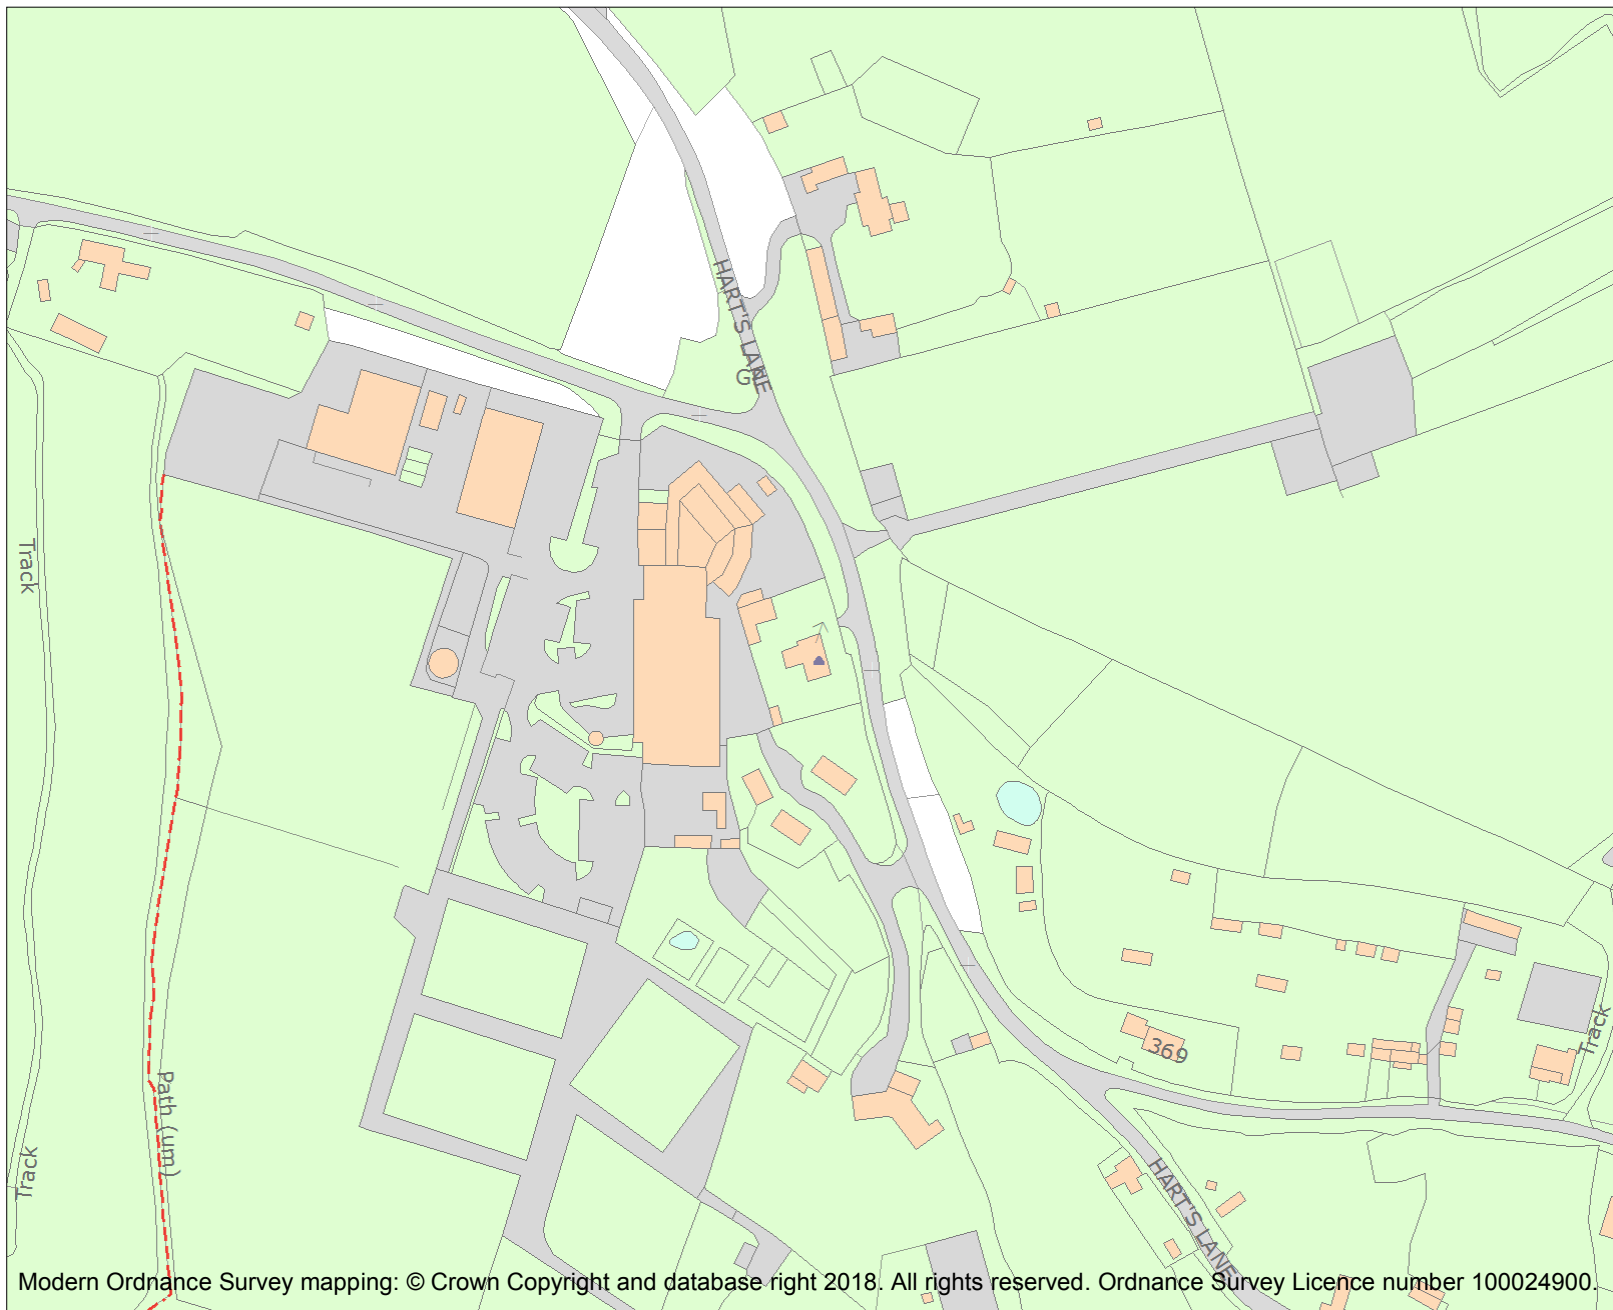 HART'S LANE
G
Track
369
Track
Path (um)
Track
HART'S LANE
Modern Ordnance Survey mapping: © Crown Copyright and database right 2018. All rights reserved. Ordnance Survey Licence number 100024900.